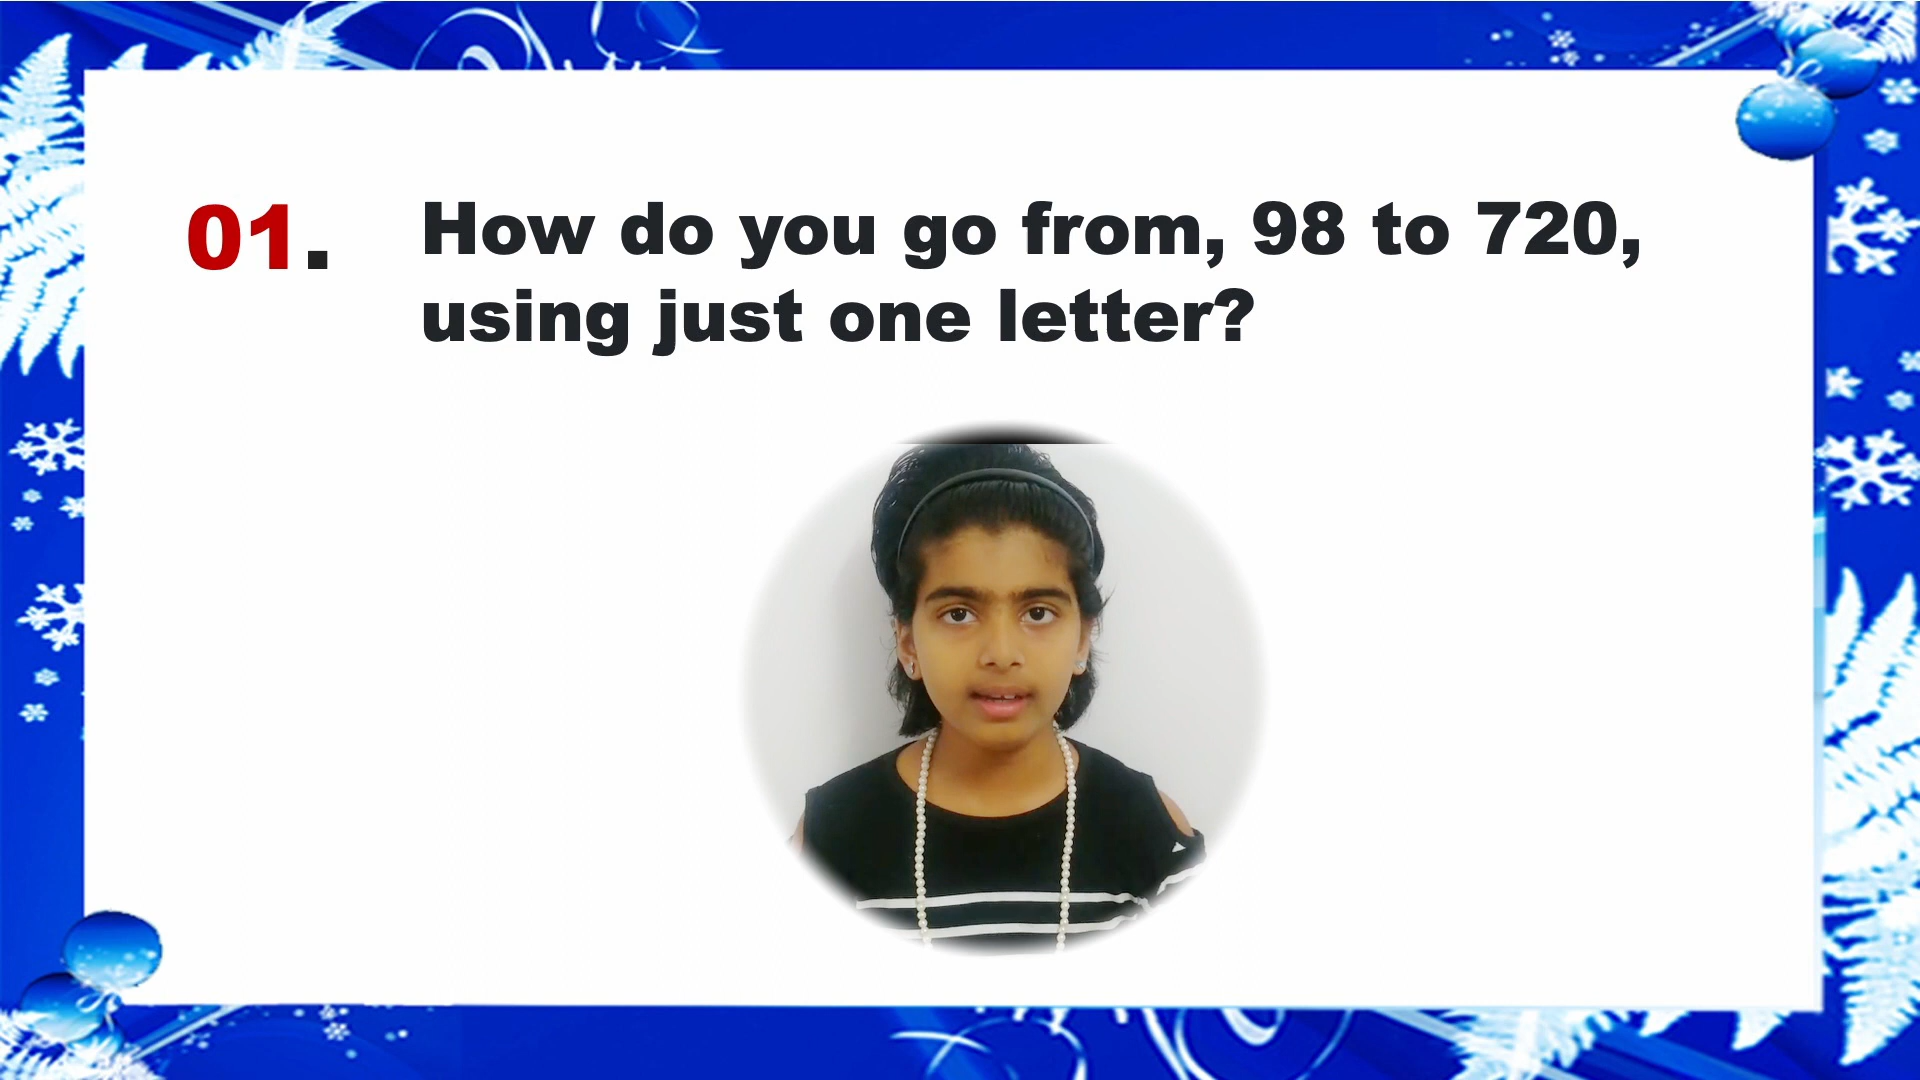 01. How do you go from, 98 to 720,
using just one letter?